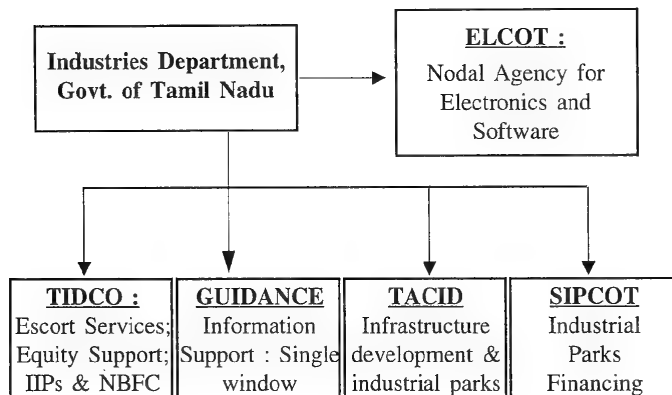 Industries Department,
Govt. of Tamil Nadu
ELCOT :
Nodal Agency for
Electronics and
Software
TIDCO :
Escort Services;
Equity Support;
IIPs & NBFC
GUIDANCE
Information
Support : Single
window
TACID
Infrastructure
development &
industrial parks
SIPCOT
Industrial
Parks
Financing